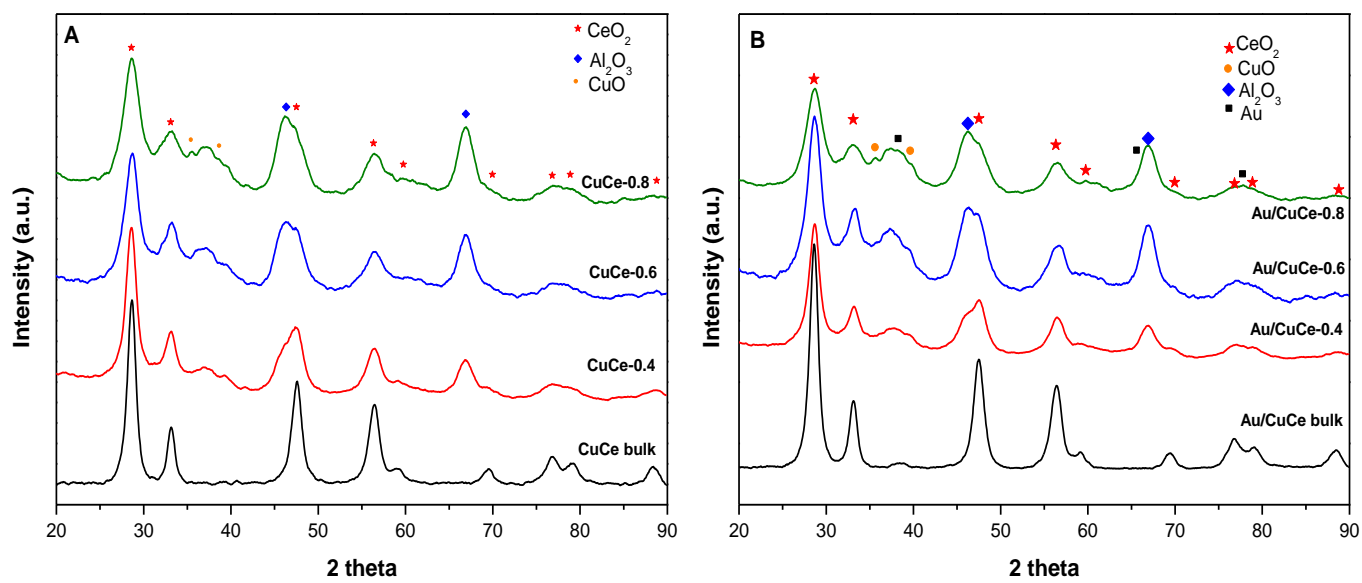 A
CeO2
Al2O3
CuO
CuCe-0.8
CuCe-0.6
CuCe-0.4
CuCe bulk
Intensity (a.u.)
20 30 40 50 60 70 80 90
2 theta
B
CeO2
CuO
Al2O3
Au
Au/CuCe-0.8
Au/CuCe-0.6
Au/CuCe-0.4
Au/CuCe bulk
Intensity (a.u.)
20 30 40 50 60 70 80 90
2 theta